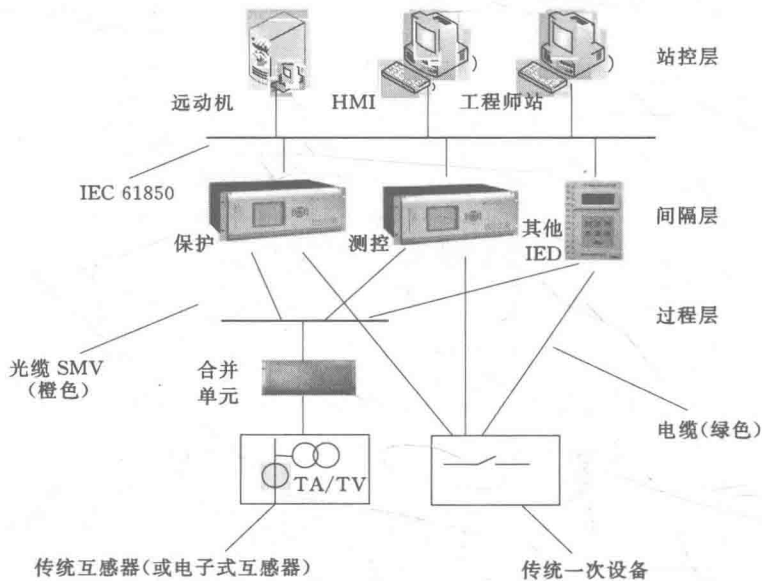 站控层
远动机
HMI
工程师站
IEC 61850
间隔层
保护
测控
其他
IED
过程层
光缆 SMV
(橙色)
合并
单元
电缆(绿色)
TA/TV
传统互感器(或电子式互感器)
传统一次设备